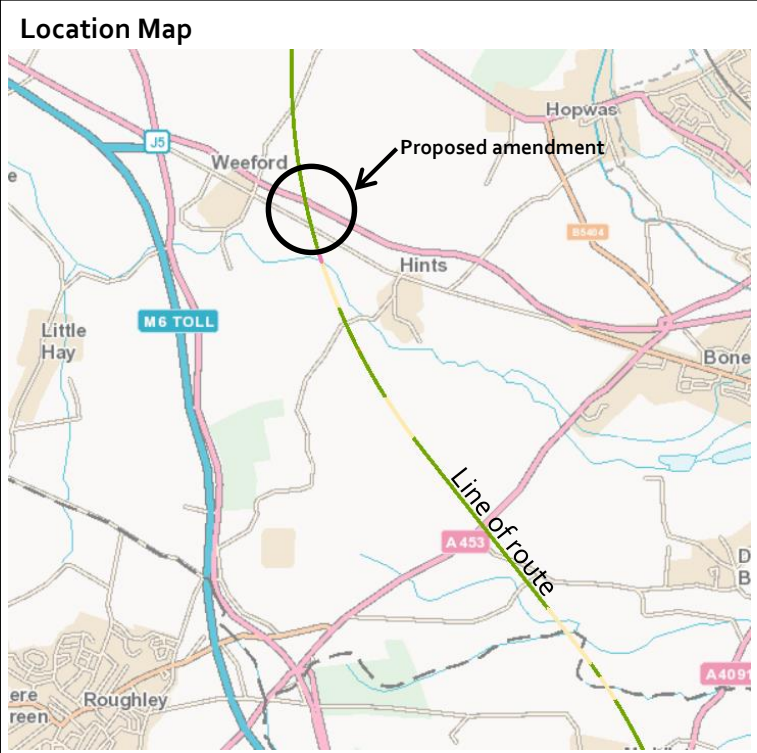 Location Map
Hopwas
J5
Proposed amendment
Weeford
e
B5404
Hints
M6 TOLL
Little
Hay
Bone
Line of route
A 453
D
B
A4091
ere
reen
Roughley